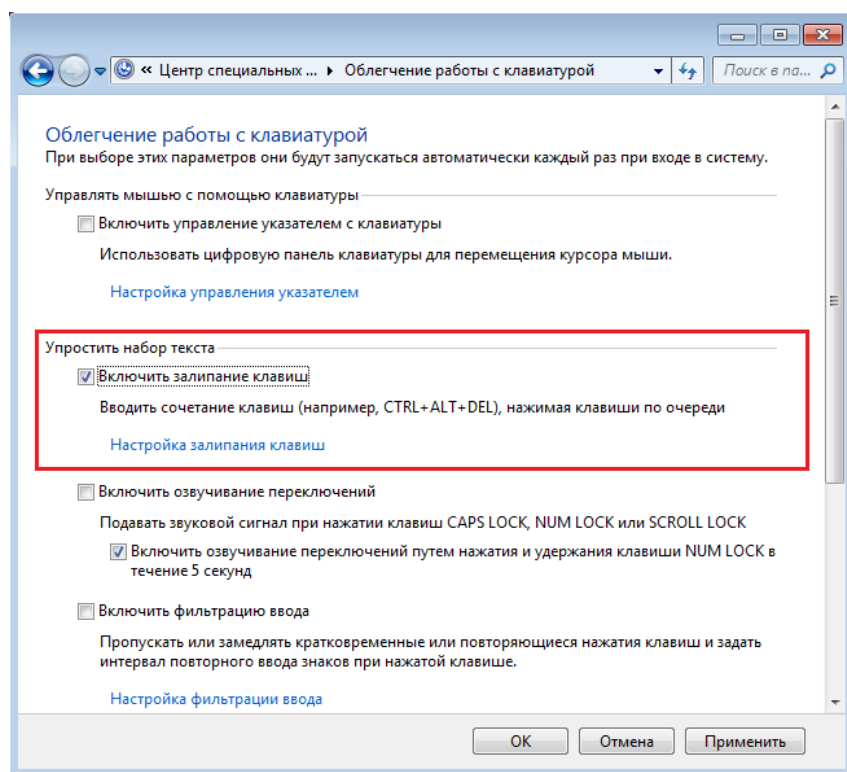 « Центр специальных ... ▸ Облегчение работы с клавиатурой
Поиск в па...
Облегчение работы с клавиатурой
При выборе этих параметров они будут запускаться автоматически каждый раз при входе в систему.
Управлять мышью с помощью клавиатуры
Включить управление указателем с клавиатуры
Использовать цифровую панель клавиатуры для перемещения курсора мыши.
Настройка управления указателем
Упростить набор текста
Включить залипание клавиш
Вводить сочетание клавиш (например, CTRL+ALT+DEL), нажимая клавиши по очереди
Настройка залипания клавиш
Включить озвучивание переключений
Подавать звуковой сигнал при нажатии клавиш CAPS LOCK, NUM LOCK или SCROLL LOCK
Включить озвучивание переключений путем нажатия и удержания клавиши NUM LOCK в
течение 5 секунд
Включить фильтрацию ввода
Пропускать или замедлять кратковременные или повторяющиеся нажатия клавиш и задать
интервал повторного ввода знаков при нажатой клавише.
Настройка фильтрации ввода
ОК
Отмена
Применить